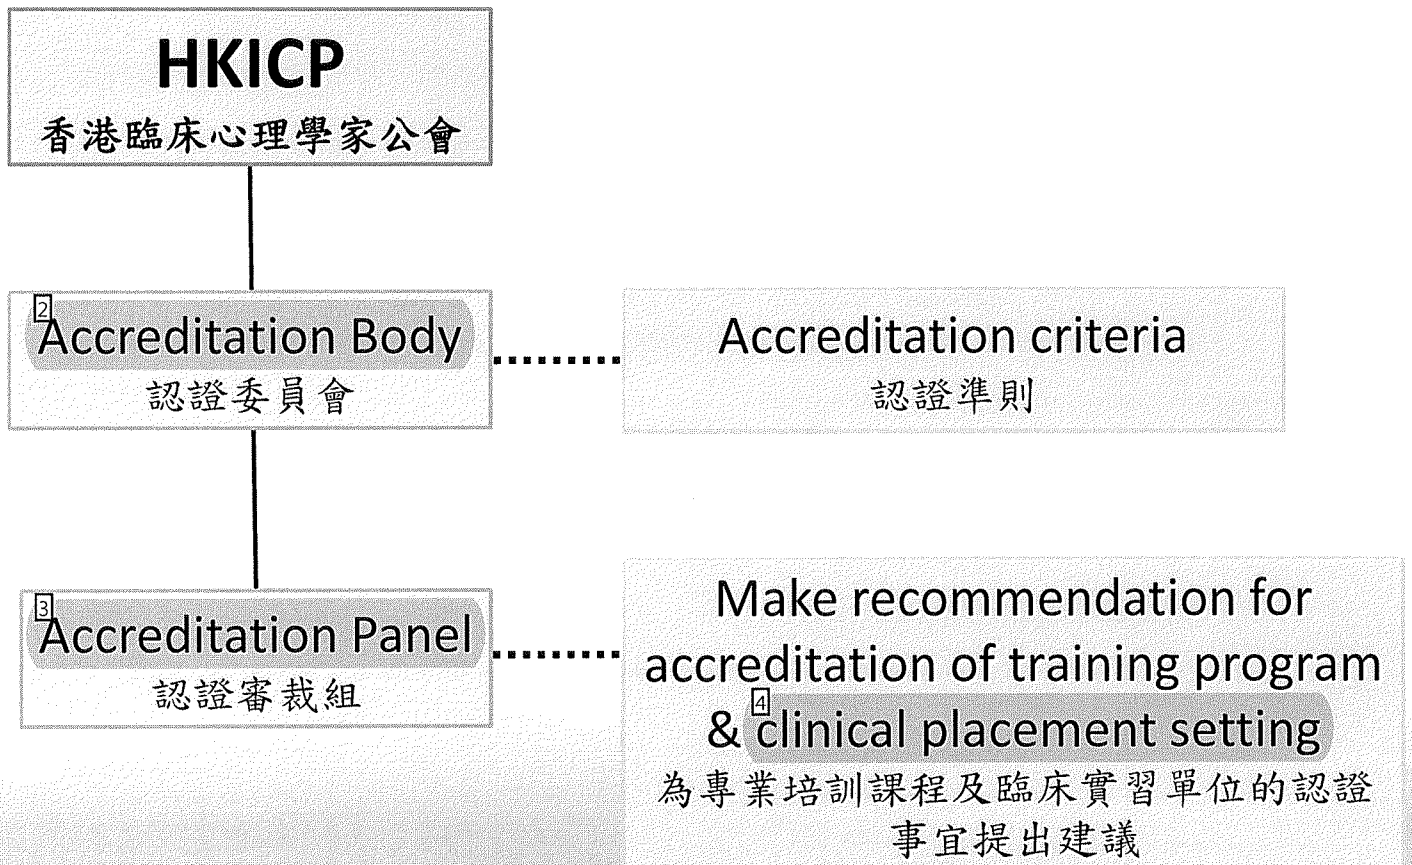 HKICP
香港臨床心理學家公會
2
Accreditation Body
認證委員會
Accreditation criteria
認證準則
3
Accreditation Panel
認證審裁組
Make recommendation for
accreditation of training program
& 4 clinical placement setting
為專業培訓課程及臨床實習單位的認證
事宜提出建議